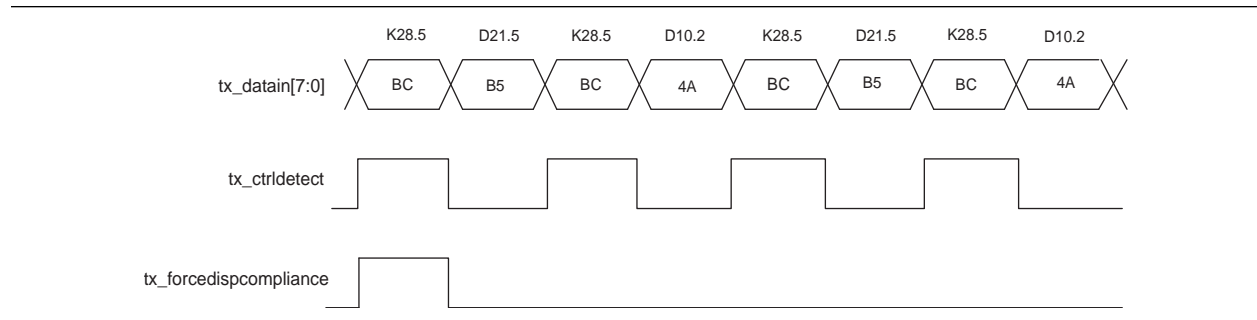 K28.5 D21.5 K28.5 D10.2 K28.5 D21.5 K28.5 D10.2
tx_datain[7:0] BC B5 BC 4A BC B5 BC 4A
tx_ctrldetect
tx_forcedispcompliance